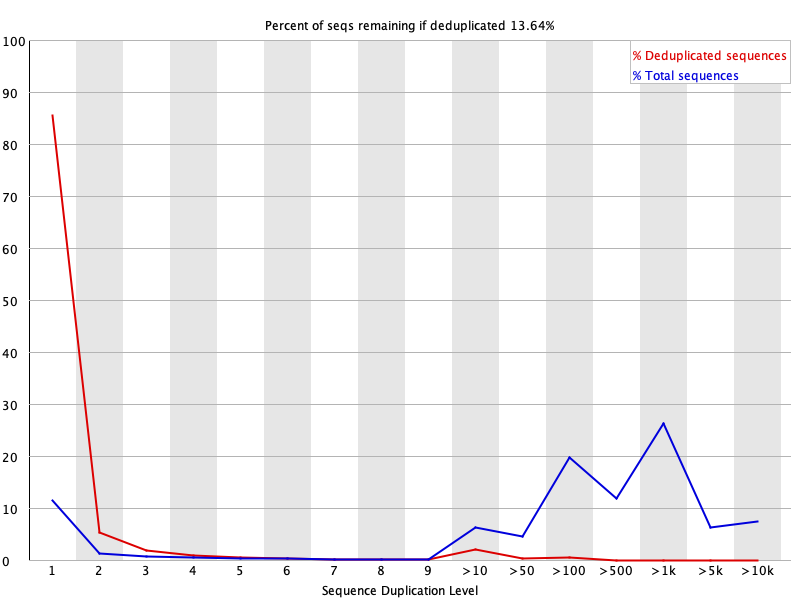 Percent of seqs remaining if deduplicated 13.64%
% Deduplicated sequences
% Total sequences
100
90
80
70
60
50
40
30
20
10
0
1 2 3 4 5 6 7 8 9 >10 >50 >100 >500 >1k >5k >10k
Sequence Duplication Level